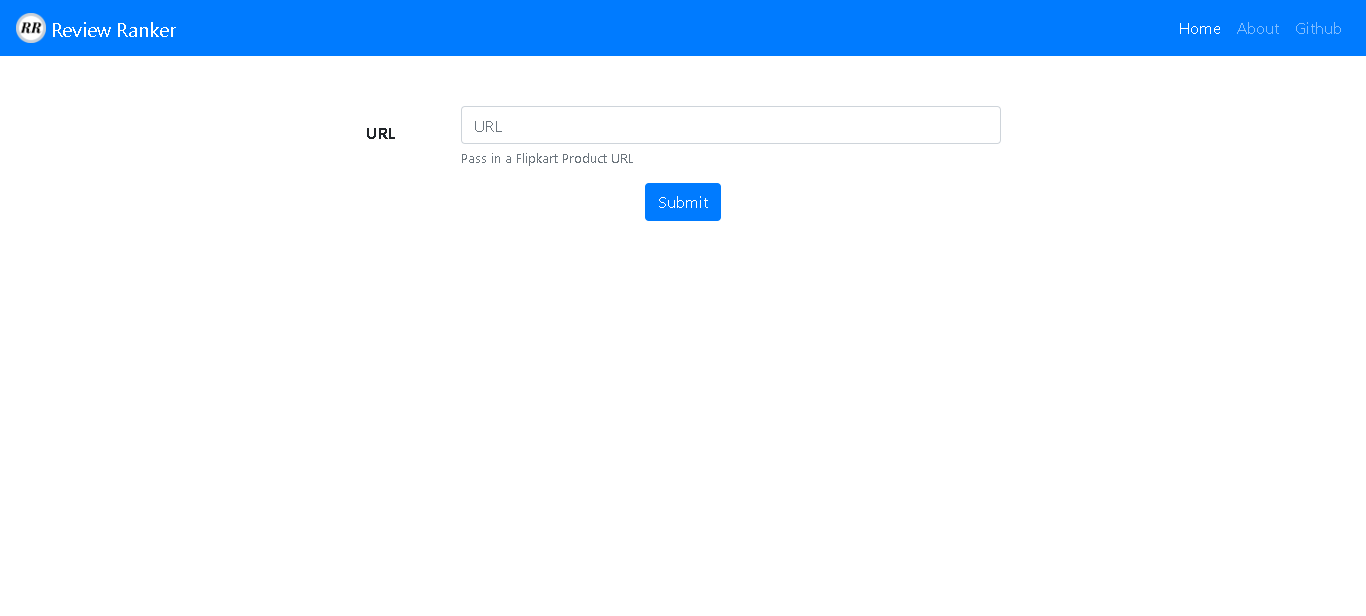 RR Review Ranker
Home About Github
URL
URL
Pass in a Flipkart Product URL
Submit